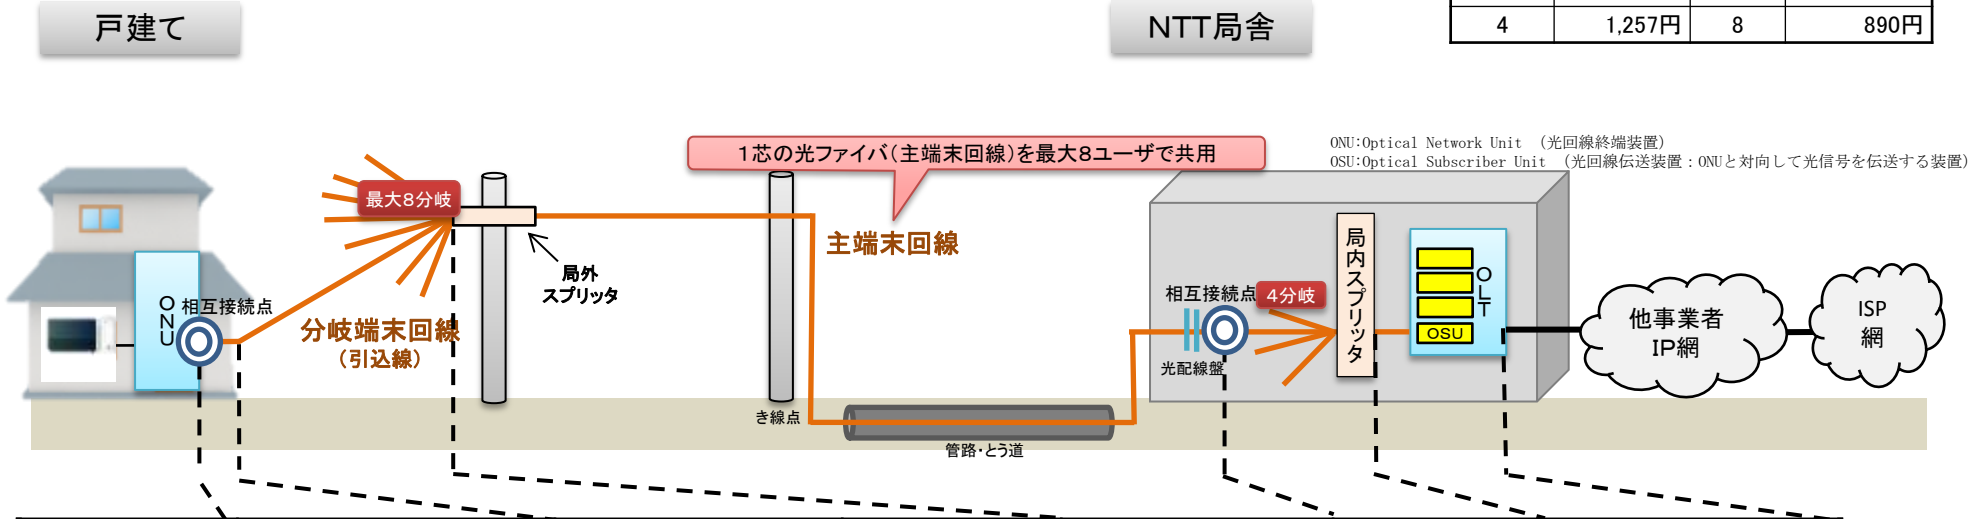 戸建て
NTT局舎
4 1,257円 8 890円
1芯の光ファイバ(主端末回線)を最大8ユーザで共用
ONU:Optical Network Unit （光回線終端装置）
OSU:Optical Subscriber Unit （光回線伝送装置：ONUと対向して光信号を伝送する装置）
最大8分岐
主端末回線
局外
スプリッタ
ONU
相互接続点
分岐端末回線
（引込線）
き線点
管路・とう道
相互接続点
4分岐
光配線盤
局内スプリッタ
OLT
OSU
他事業者
IP網
ISP
網